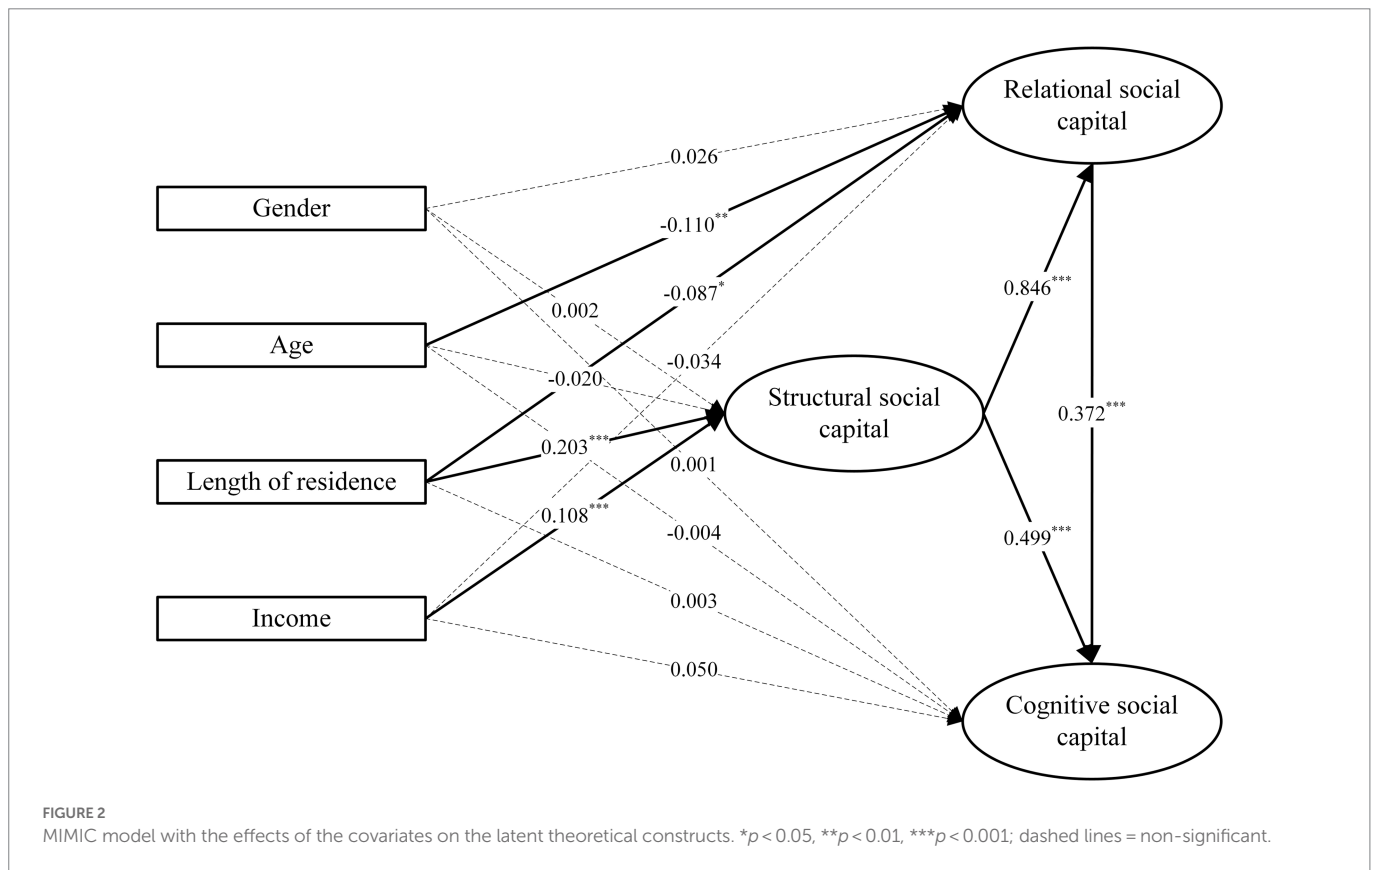 Relational social
capital
0.026
Gender
-0.110**
-0.087*
0.846***
0.002
Age
-0.034
-0.020
Structural social
capital
0.372***
0.203***
0.001
Length of residence
0.108***
-0.004
0.499***
0.003
Income
0.050
Cognitive social
capital
FIGURE 2
MIMIC model with the effects of the covariates on the latent theoretical constructs. *p < 0.05, **p < 0.01, ***p < 0.001; dashed lines = non-significant.